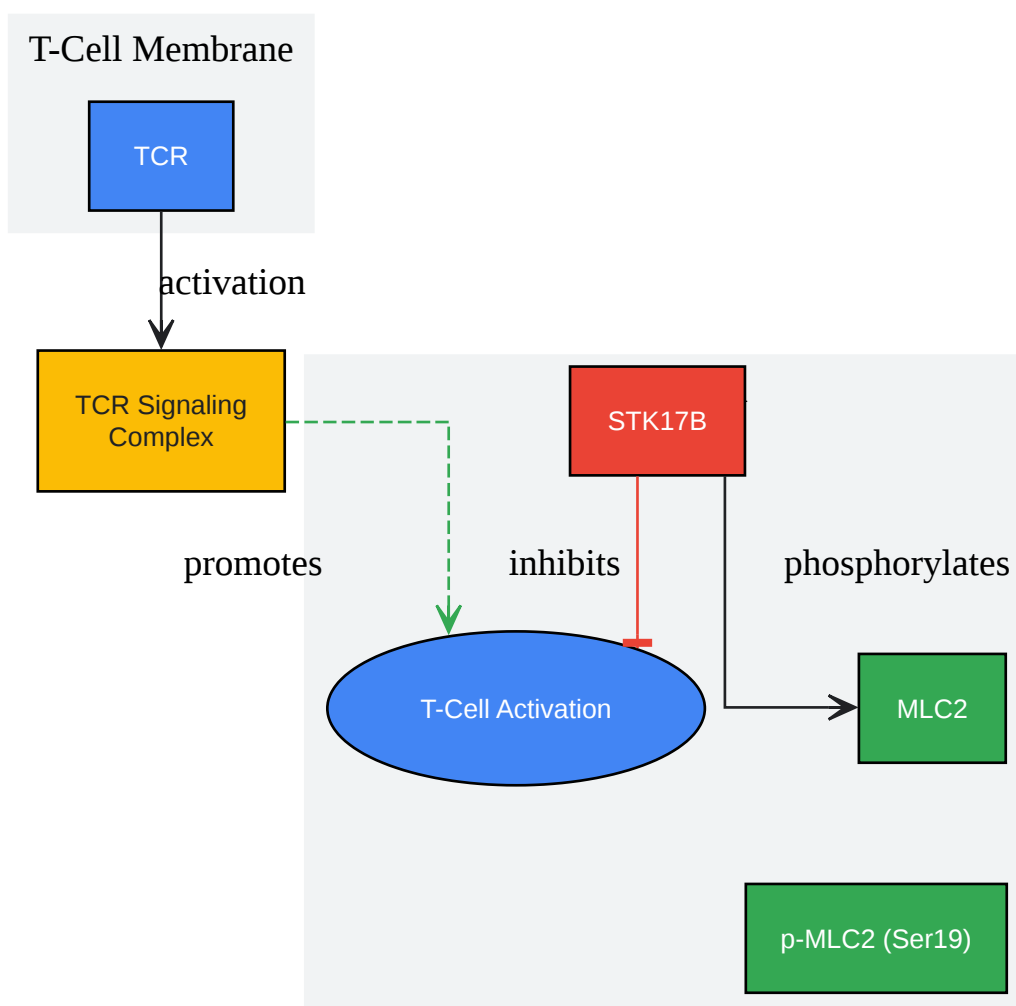 T-Cell Membrane
TCR
activation
TCR Signaling
Complex
STK17B
promotes
inhibits
phosphorylates
T-Cell Activation
MLC2
p-MLC2 (Ser19)